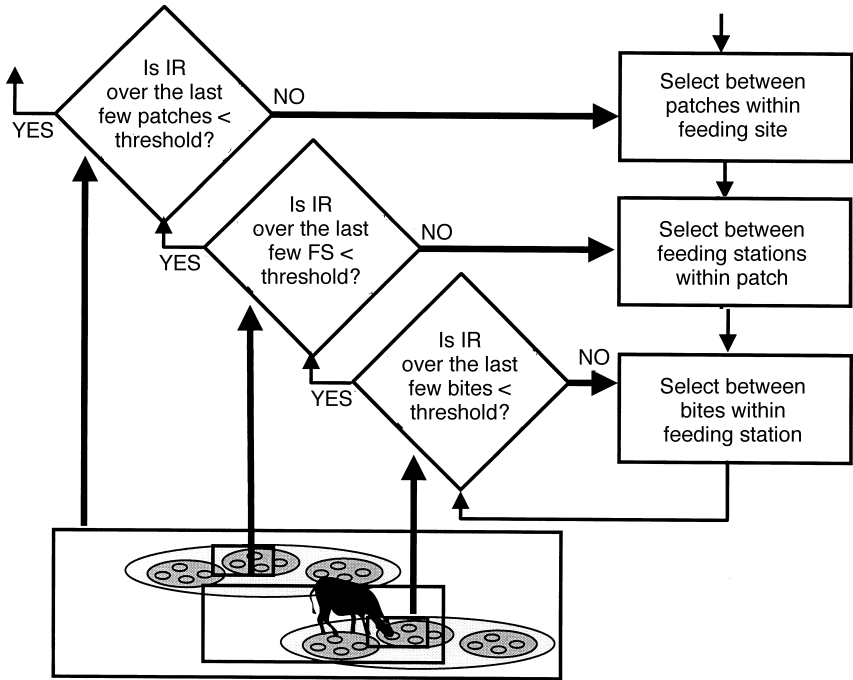 Is IR
over the last
few patches <
threshold?
YES
NO
Select between
patches within
feeding site
Is IR
over the last
few FS <
threshold?
YES
NO
Select between
feeding stations
within patch
Is IR
over the last
few bites <
threshold?
YES
NO
Select between
bites within
feeding station